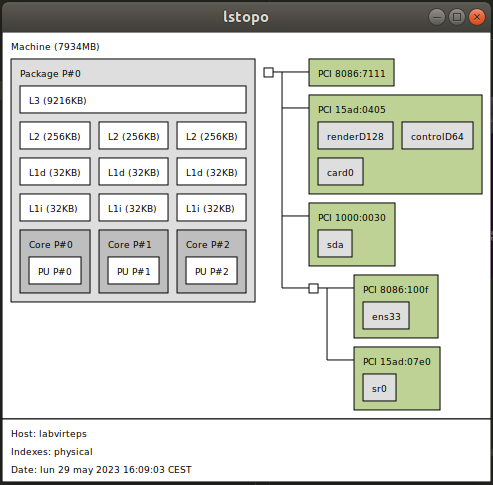 lstopo
Machine (7934MB)
Package P#0
L3 (9216KB)
L2 (256KB) L2 (256KB) L2 (256KB)
L1d (32KB) L1d (32KB) L1d (32KB)
L1i (32KB) L1i (32KB) L1i (32KB)
Core P#0 Core P#1 Core P#2
PU P#0 PU P#1 PU P#2
PCI 8086:7111
PCI 15ad:0405
renderD128 controlD64
card0
PCI 1000:0030
sda
PCI 8086:100f
ens33
PCI 15ad:07e0
sr0
Host: labvirteps
Indexes: physical
Date: lun 29 may 2023 16:09:03 CEST